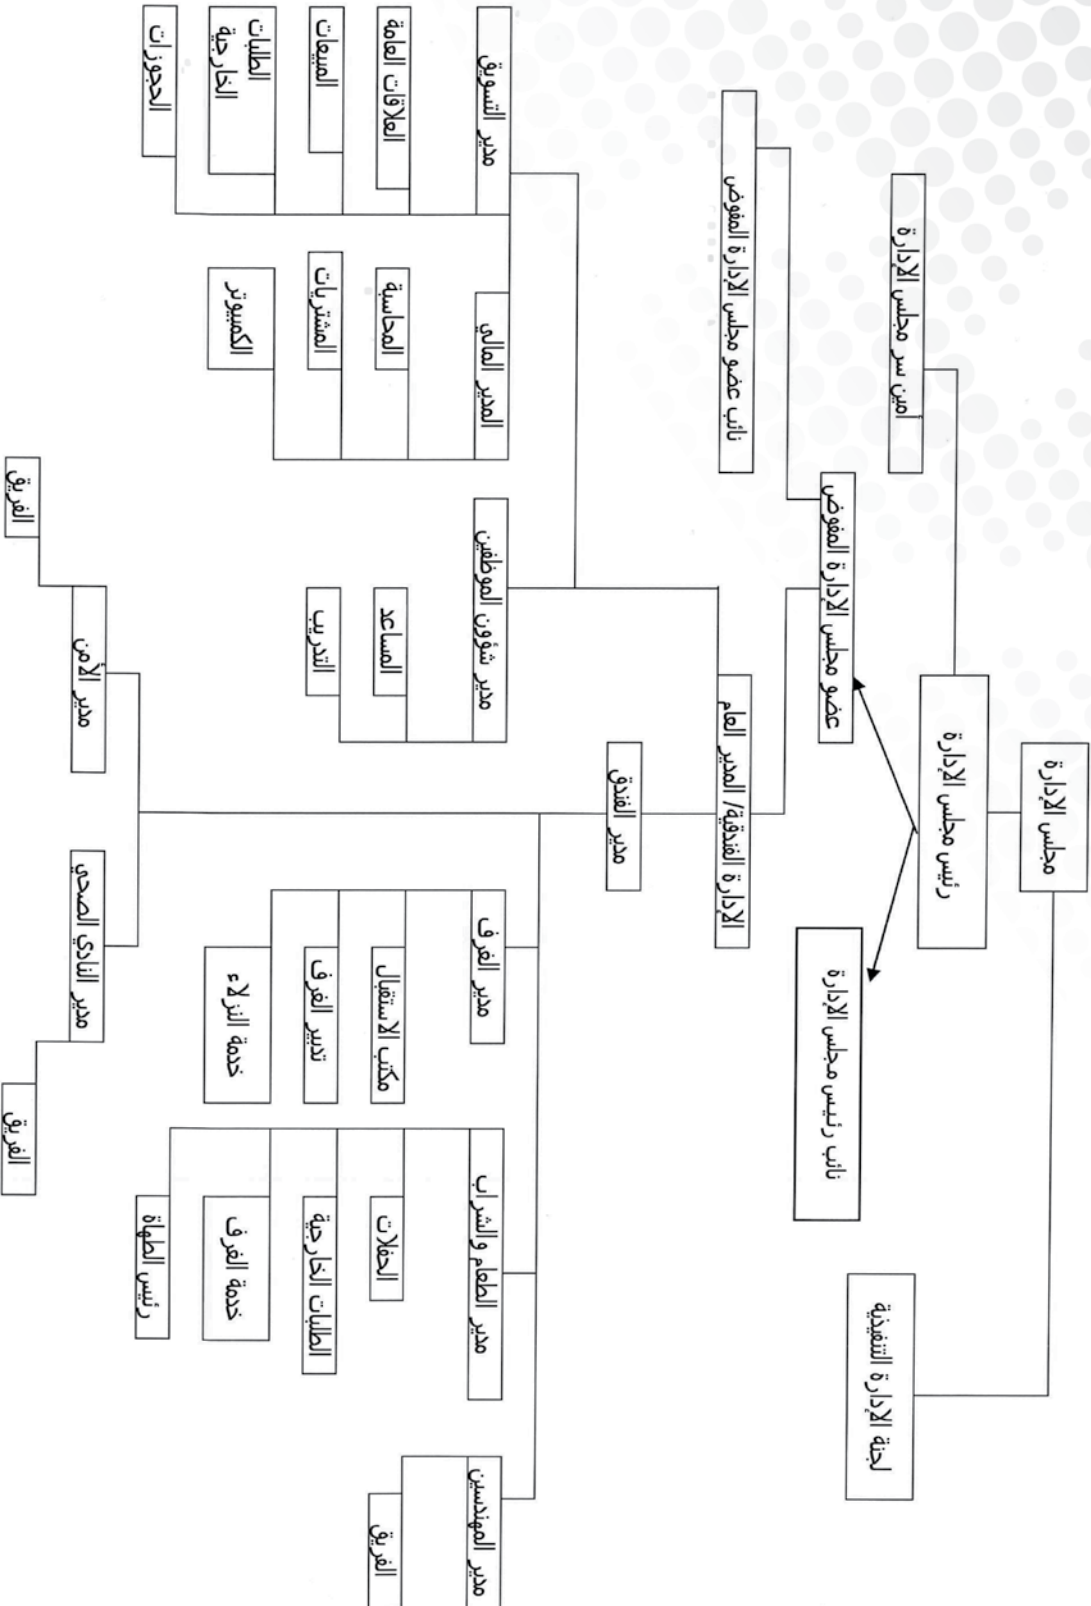 مجلس الإدارة
رئيس مجلس الإدارة
أمين سر مجلس الإدارة
لجنة الإدارة التنفيذية
عضو مجلس الإدارة المفوض
نائب رئيس مجلس الإدارة
نائب عضو مجلس الإدارة المفوض
الإدارة الفندقية/ المدير العام
مدير الفندق
مدير التسويق
العلاقات العامة
المبيعات
الطلبات
الخارجية
الحجوزات
المدير المالي
المحاسبة
المشتريات
الكمبيوتر
مدير شؤون الموظفين
المساعد
التدريب
مدير الغرف
مكتب الاستقبال
تدبير الغرف
خدمة النزلاء
مدير الطعام والشراب
الحفلات
الطلبات الخارجية
خدمة الغرف
رئيس الطهاة
مدير المهندسين
الفريق
مدير الأمن
الفريق
مدير النادي الصحي
الفريق